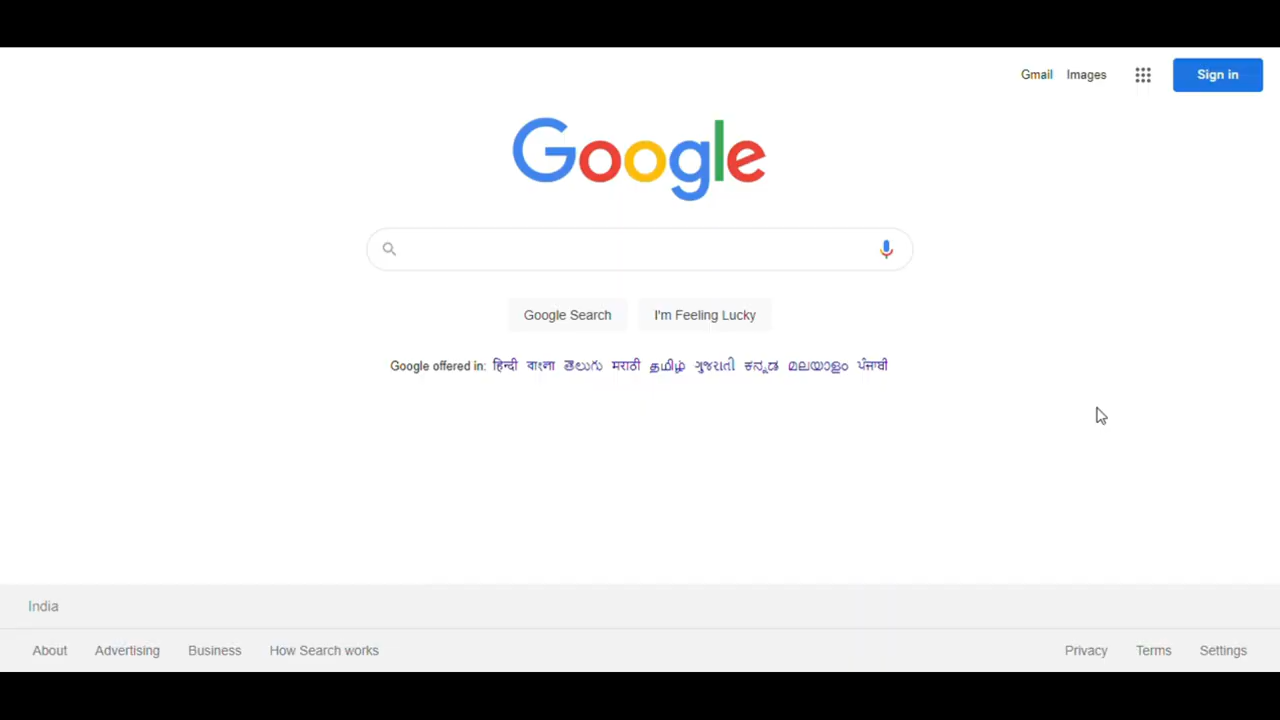 Gmail Images Sign in
Google
Google Search I'm Feeling Lucky
Google offered in: हिन्दी বাংলা తెలుగు मराठी தமிழ் ગુજરાતી ಕನ್ನಡ മലയാളം ਪੰਜਾਬੀ
India
About Advertising Business How Search works Privacy Terms Settings